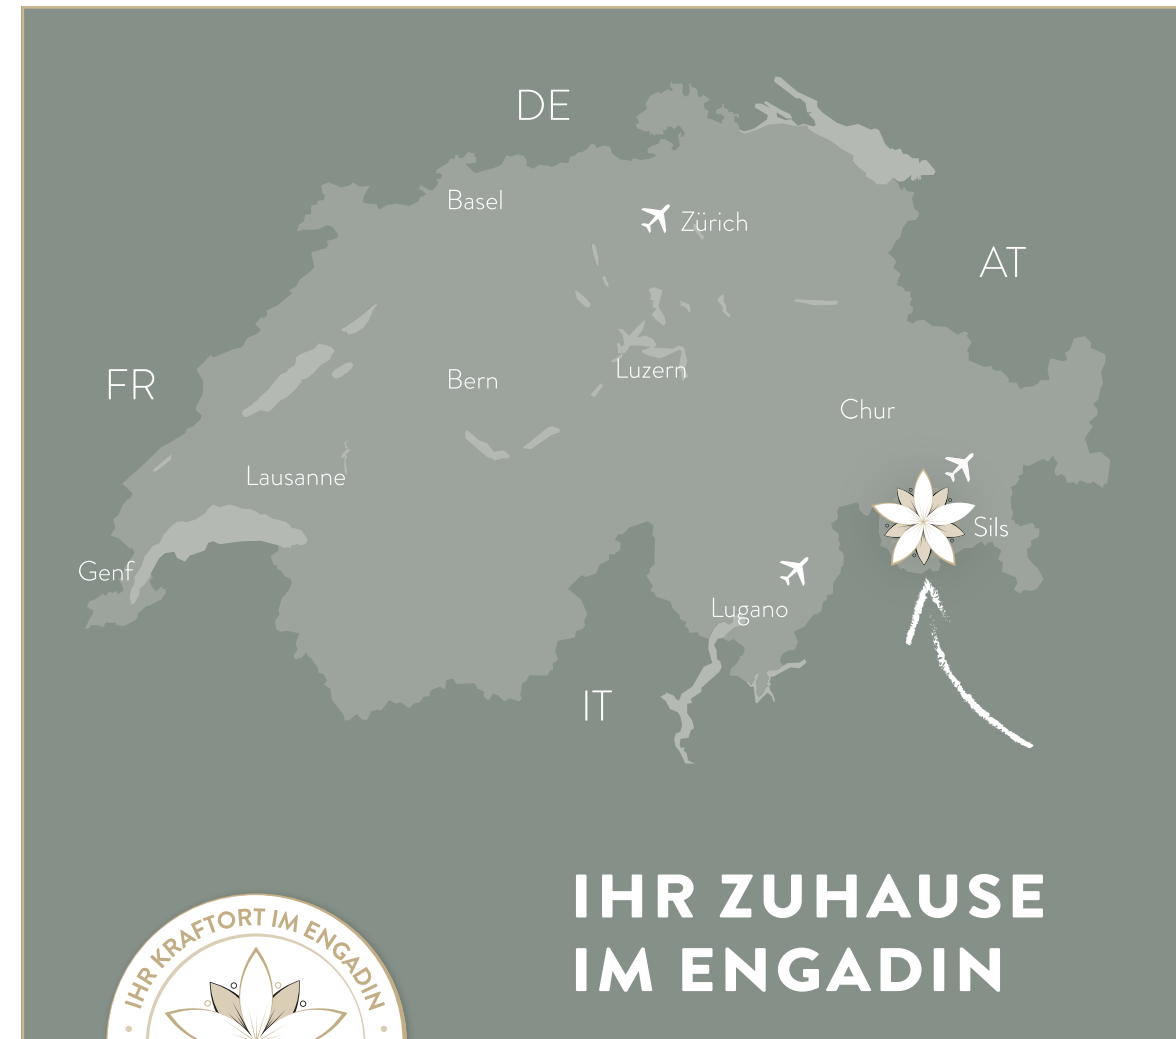 DE
Basel
Zürich
AT
FR
Bern
Luzern
Chur
Lausanne
Sils
Genf
Lugano
IT
IHR ZUHAUSE
IM ENGADIN
IHR KRAFTORT IM ENGADIN